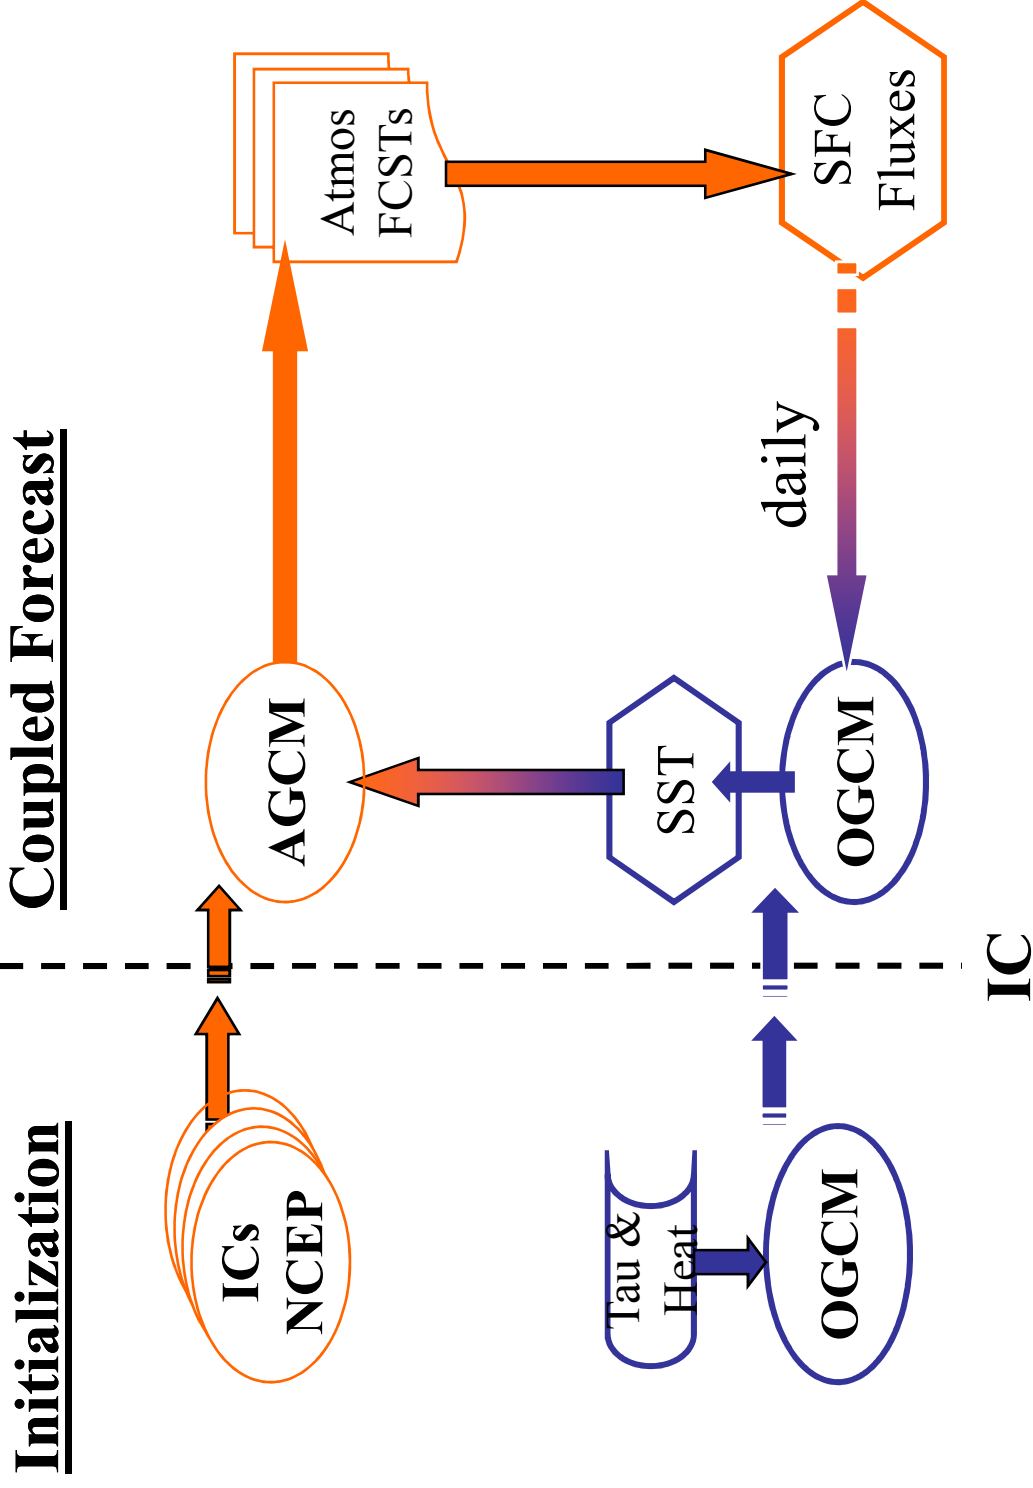 Initialization
Coupled Forecast
ICs
NCEP
AGCM
Atmos
FCSTs
Tau &
Heat
SST
daily
SFC
Fluxes
OGCM
OGCM
IC